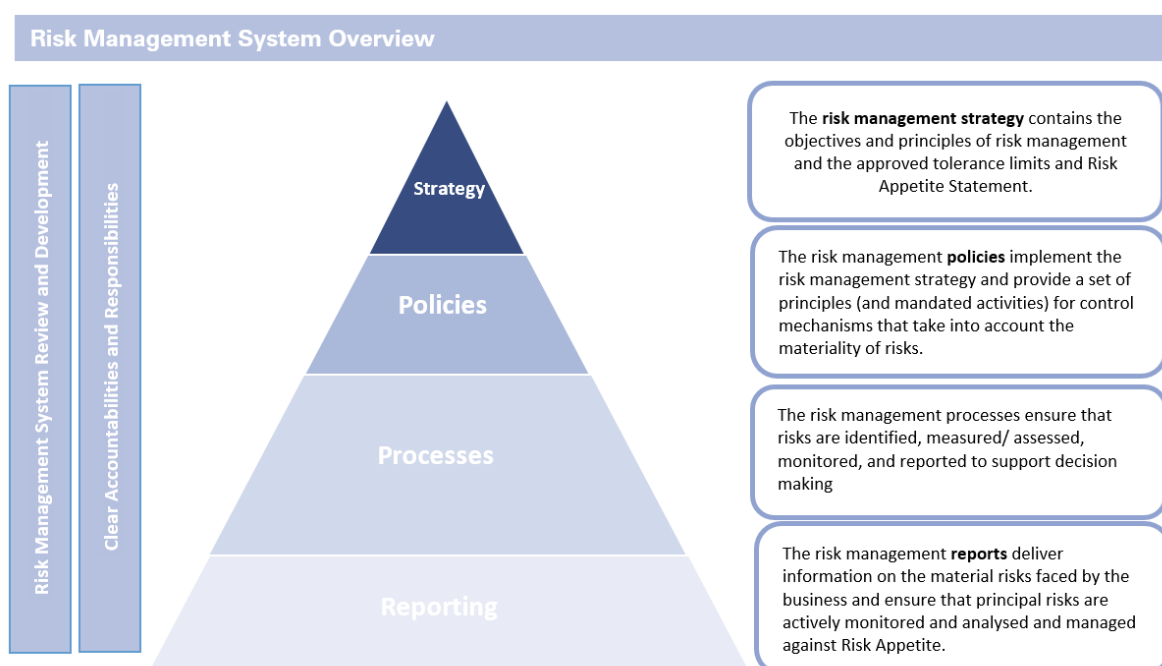 Risk Management System Overview
Risk Management System Review and Development
Clear Accountabilities and Responsibilities
Strategy
Policies
Processes
Reporting
The risk management strategy contains the
objectives and principles of risk management
and the approved tolerance limits and Risk
Appetite Statement.
The risk management policies implement the
risk management strategy and provide a set of
principles (and mandated activities) for control
mechanisms that take into account the
materiality of risks.
The risk management processes ensure that
risks are identified, measured/ assessed,
monitored, and reported to support decision
making
The risk management reports deliver
information on the material risks faced by the
business and ensure that principal risks are
actively monitored and analysed and managed
against Risk Appetite.